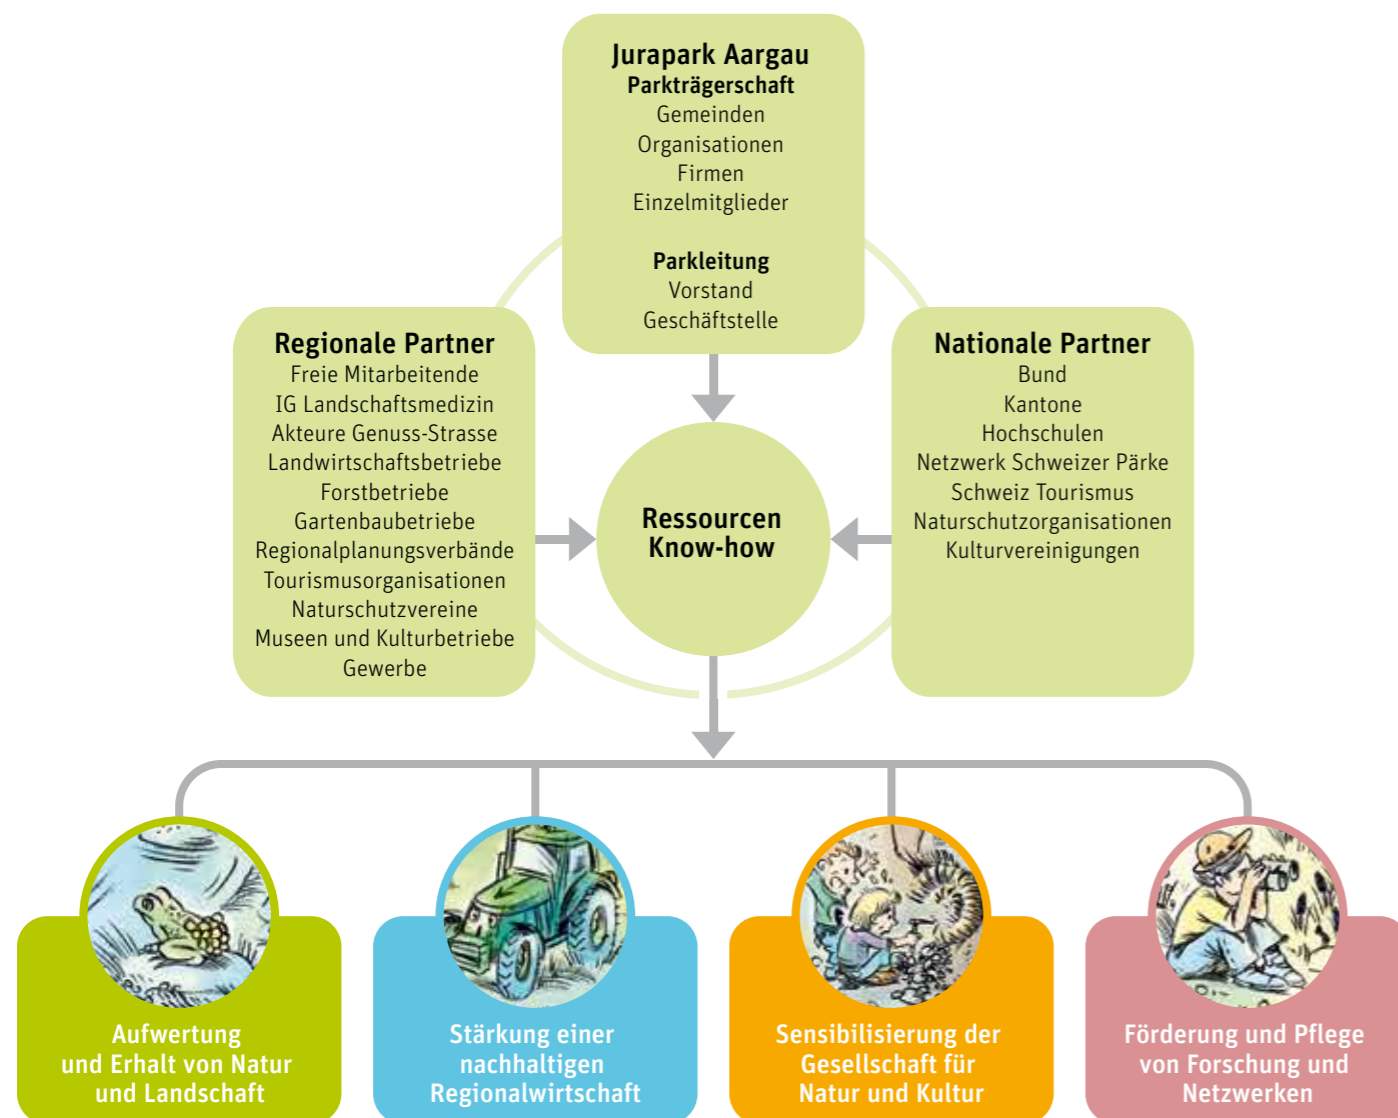 Jurapark Aargau
Parkträgerschaft
Gemeinden
Organisationen
Firmen
Einzelmitglieder
Parkleitung
Vorstand
Geschäftstelle
Regionale Partner
Freie Mitarbeitende
IG Landschaftsmedizin
Akteure Genuss-Strasse
Landwirtschaftsbetriebe
Forstbetriebe
Gartenbaubetriebe
Regionalplanungsverbände
Tourismusorganisationen
Naturschutzvereine
Museen und Kulturbetriebe
Gewerbe
Ressourcen
Know-how
Nationale Partner
Bund
Kantone
Hochschulen
Netzwerk Schweizer Pärke
Schweiz Tourismus
Naturschutzorganisationen
Kulturvereinigungen
Aufwertung
und Erhalt von Natur
und Landschaft
Stärkung einer
nachhaltigen
Regionalwirtschaft
Sensibilisierung der
Gesellschaft für
Natur und Kultur
Förderung und Pflege
von Forschung und
Netzwerken